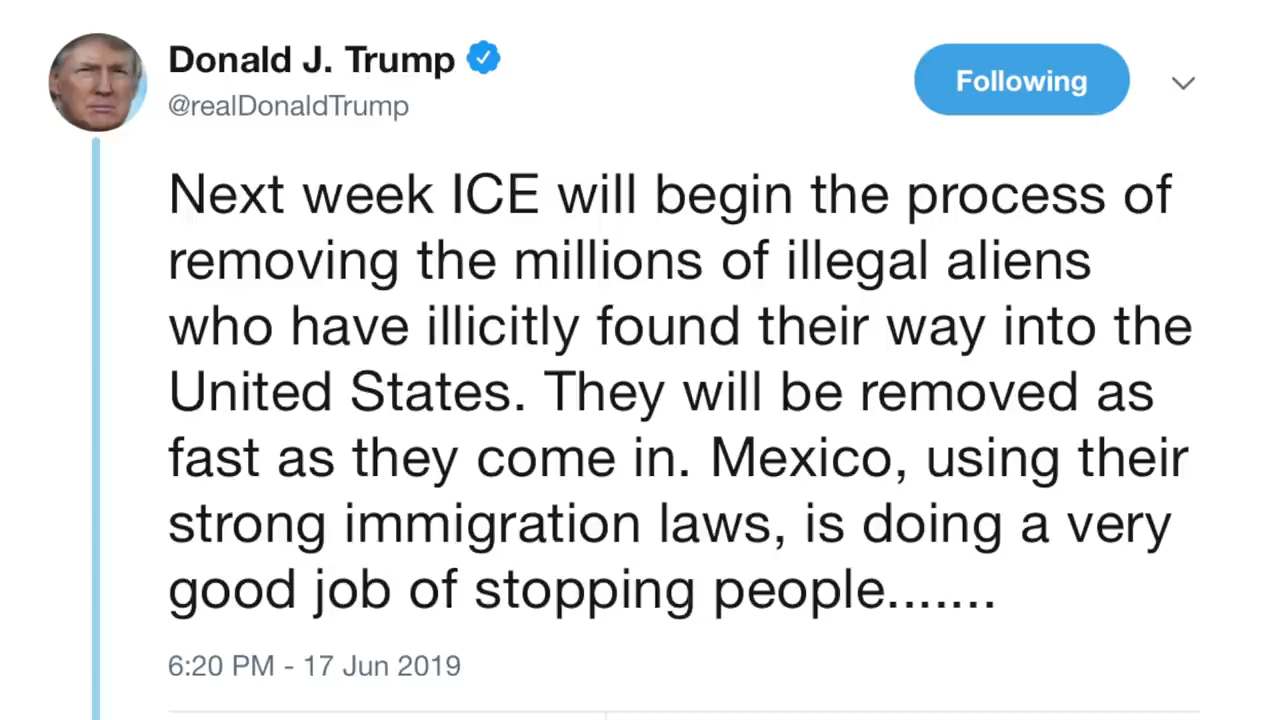 Donald J. Trump
@realDonaldTrump
Following
Next week ICE will begin the process of
removing the millions of illegal aliens
who have illicitly found their way into the
United States. They will be removed as
fast as they come in. Mexico, using their
strong immigration laws, is doing a very
good job of stopping people.......
6:20 PM - 17 Jun 2019